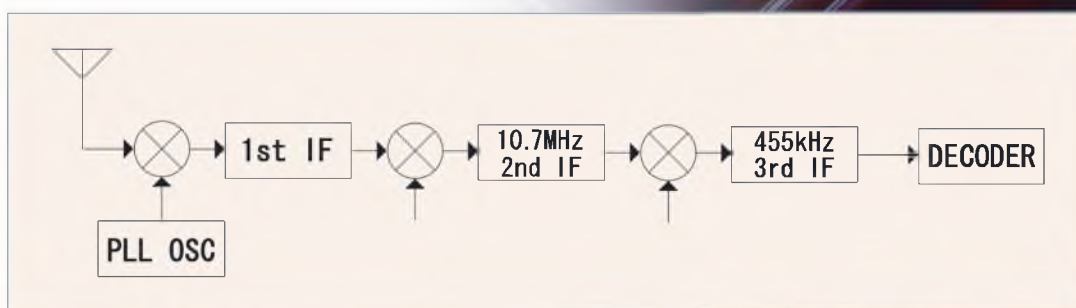 1st IF
10.7MHz
2nd IF
455kHz
3rd IF
DECODER
PLL OSC